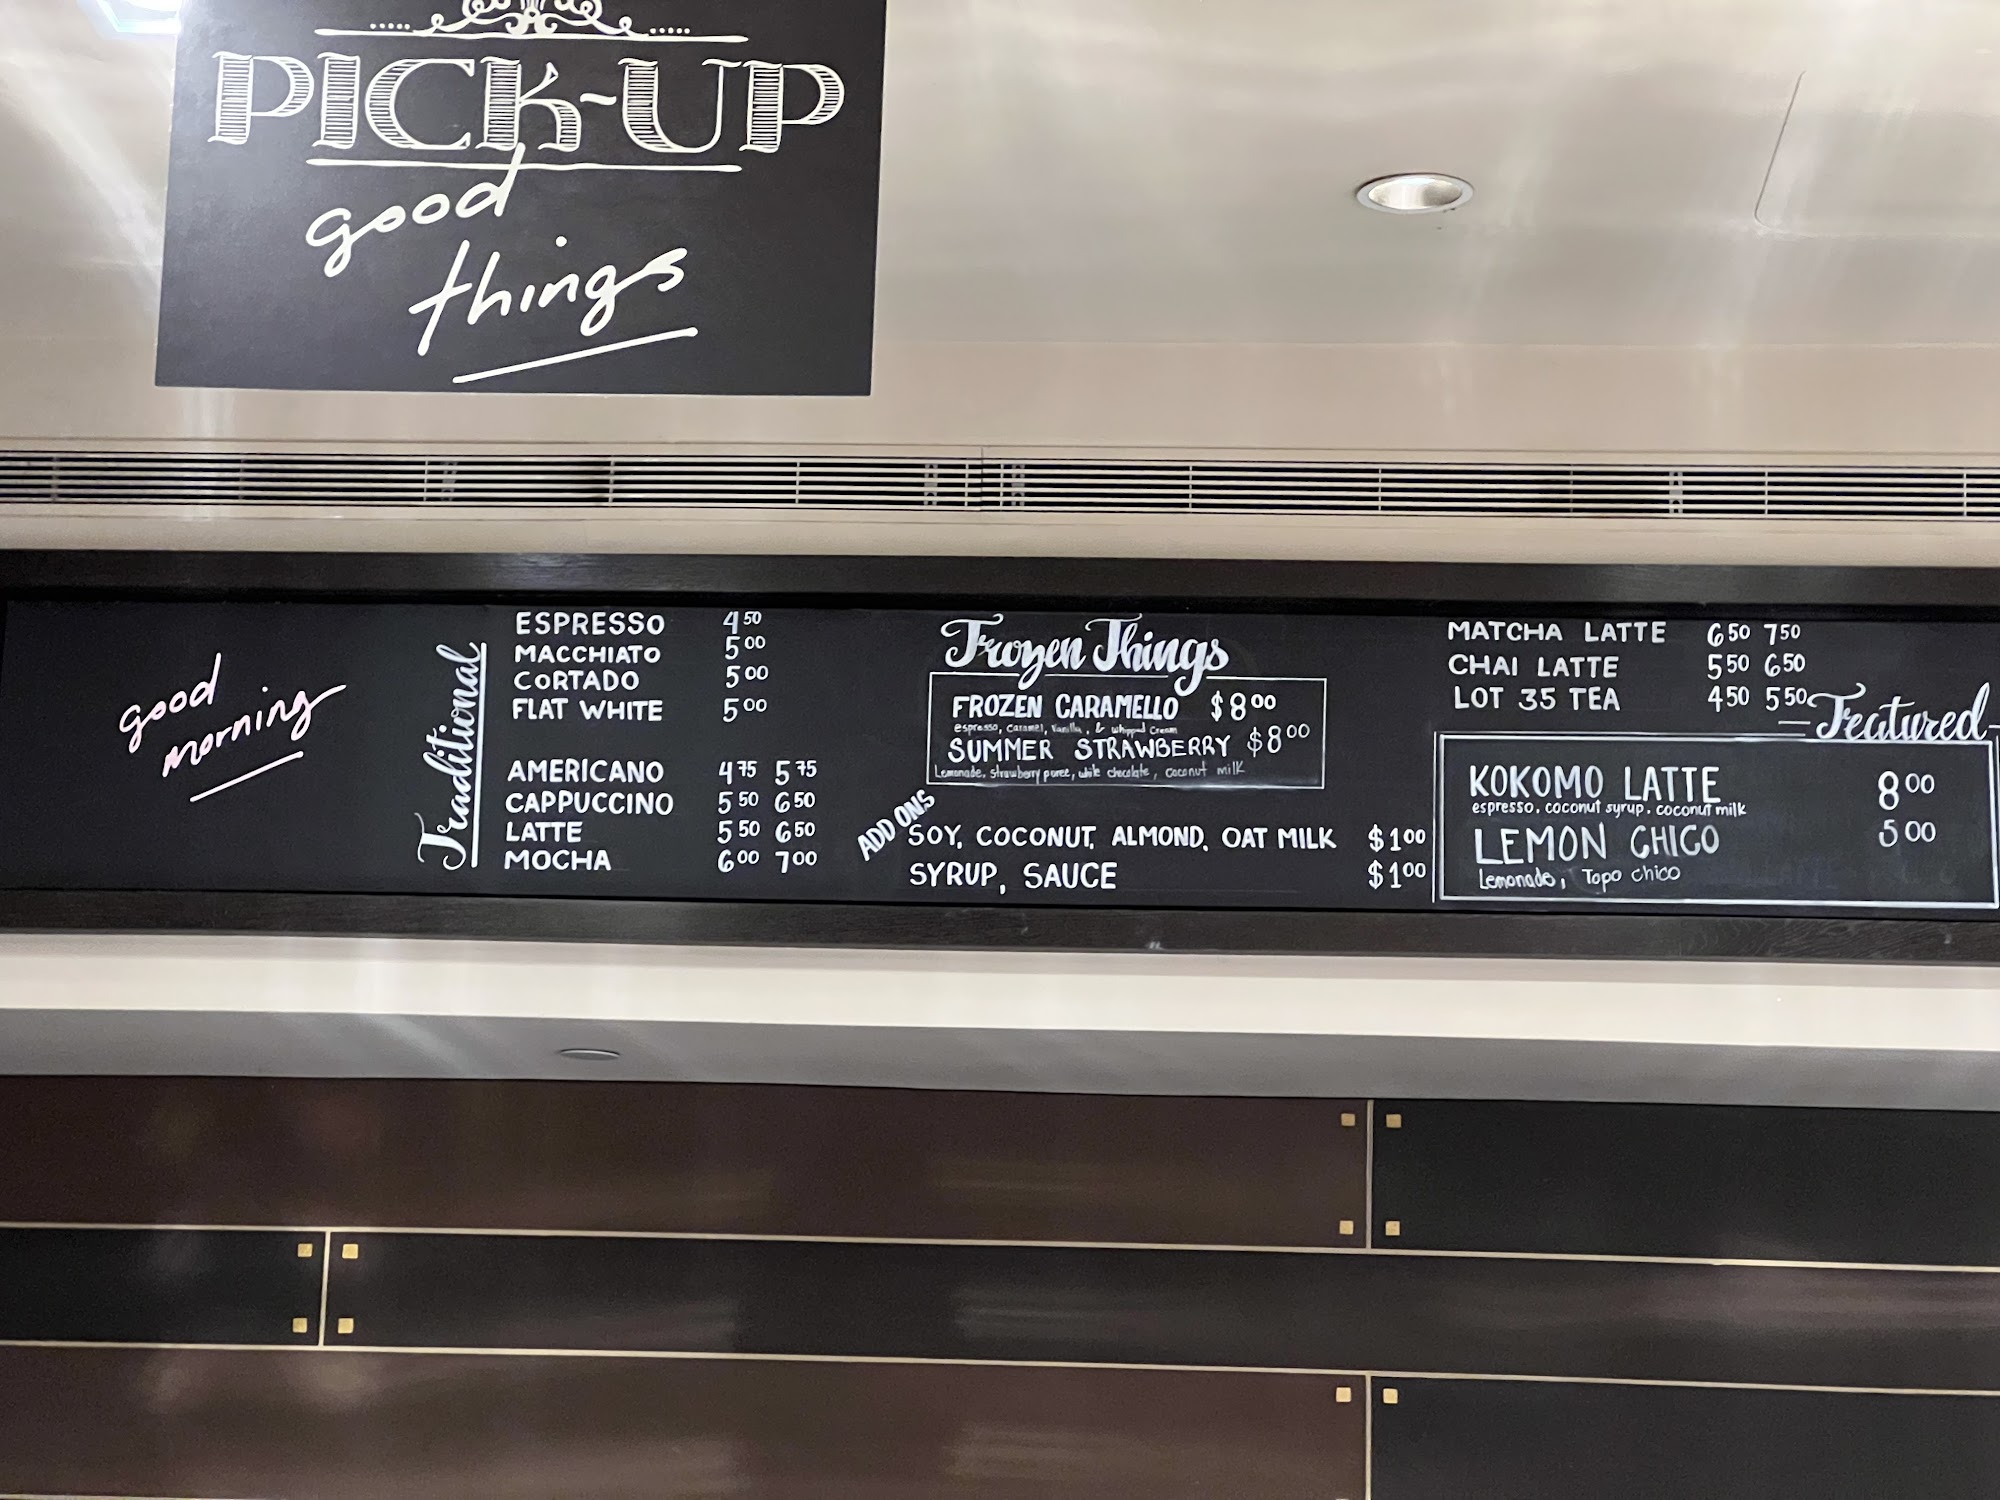 PICK-UP
good
things
good
morning
Traditional
ESPRESSO 4 50
MACCHIATO 5 00
CORTADO 5 00
FLAT WHITE 5 00
AMERICANO 4 75 5 75
CAPPUCCINO 5 50 6 50
LATTE 5 50 6 50
MOCHA 6 00 7 00
Frozen Things
FROZEN CARAMELLO $8 00
espresso, caramel, vanilla, & whipped cream
SUMMER STRAWBERRY $8 00
Lemonade, strawberry puree, white chocolate, coconut milk
ADD ONS
SOY, COCONUT, ALMOND, OAT MILK $1 00
SYRUP, SAUCE $1 00
MATCHA LATTE 6 50 7 50
CHAI LATTE 5 50 6 50
LOT 35 TEA 4 50 5 50
Featured
KOKOMO LATTE 8 00
espresso, coconut syrup, coconut milk
LEMON CHICO 5 00
Lemonade, Topo chico